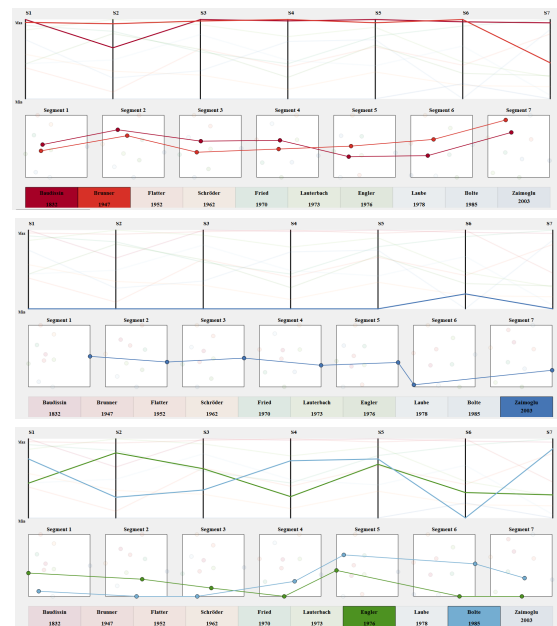 S1 S2 S3 S4 S5 S6 S7
Max
Min
Segment 1 Segment 2 Segment 3 Segment 4 Segment 5 Segment 6 Segment 7
Baudissin Brunner Flatter Schröder Fried Lauterbach Engler Laube Bolte Zaimoglu
1832 1947 1952 1962 1970 1973 1976 1978 1985 2003
S1 S2 S3 S4 S5 S6 S7
Max
Min
Segment 1 Segment 2 Segment 3 Segment 4 Segment 5 Segment 6 Segment 7
Baudissin Brunner Flatter Schröder Fried Lauterbach Engler Laube Bolte Zaimoglu
1832 1947 1952 1962 1970 1973 1976 1978 1985 2003
S1 S2 S3 S4 S5 S6 S7
Max
Min
Segment 1 Segment 2 Segment 3 Segment 4 Segment 5 Segment 6 Segment 7
Baudissin Brunner Flatter Schröder Fried Lauterbach Engler Laube Bolte Zaimoglu
1832 1947 1952 1962 1970 1973 1976 1978 1985 2003